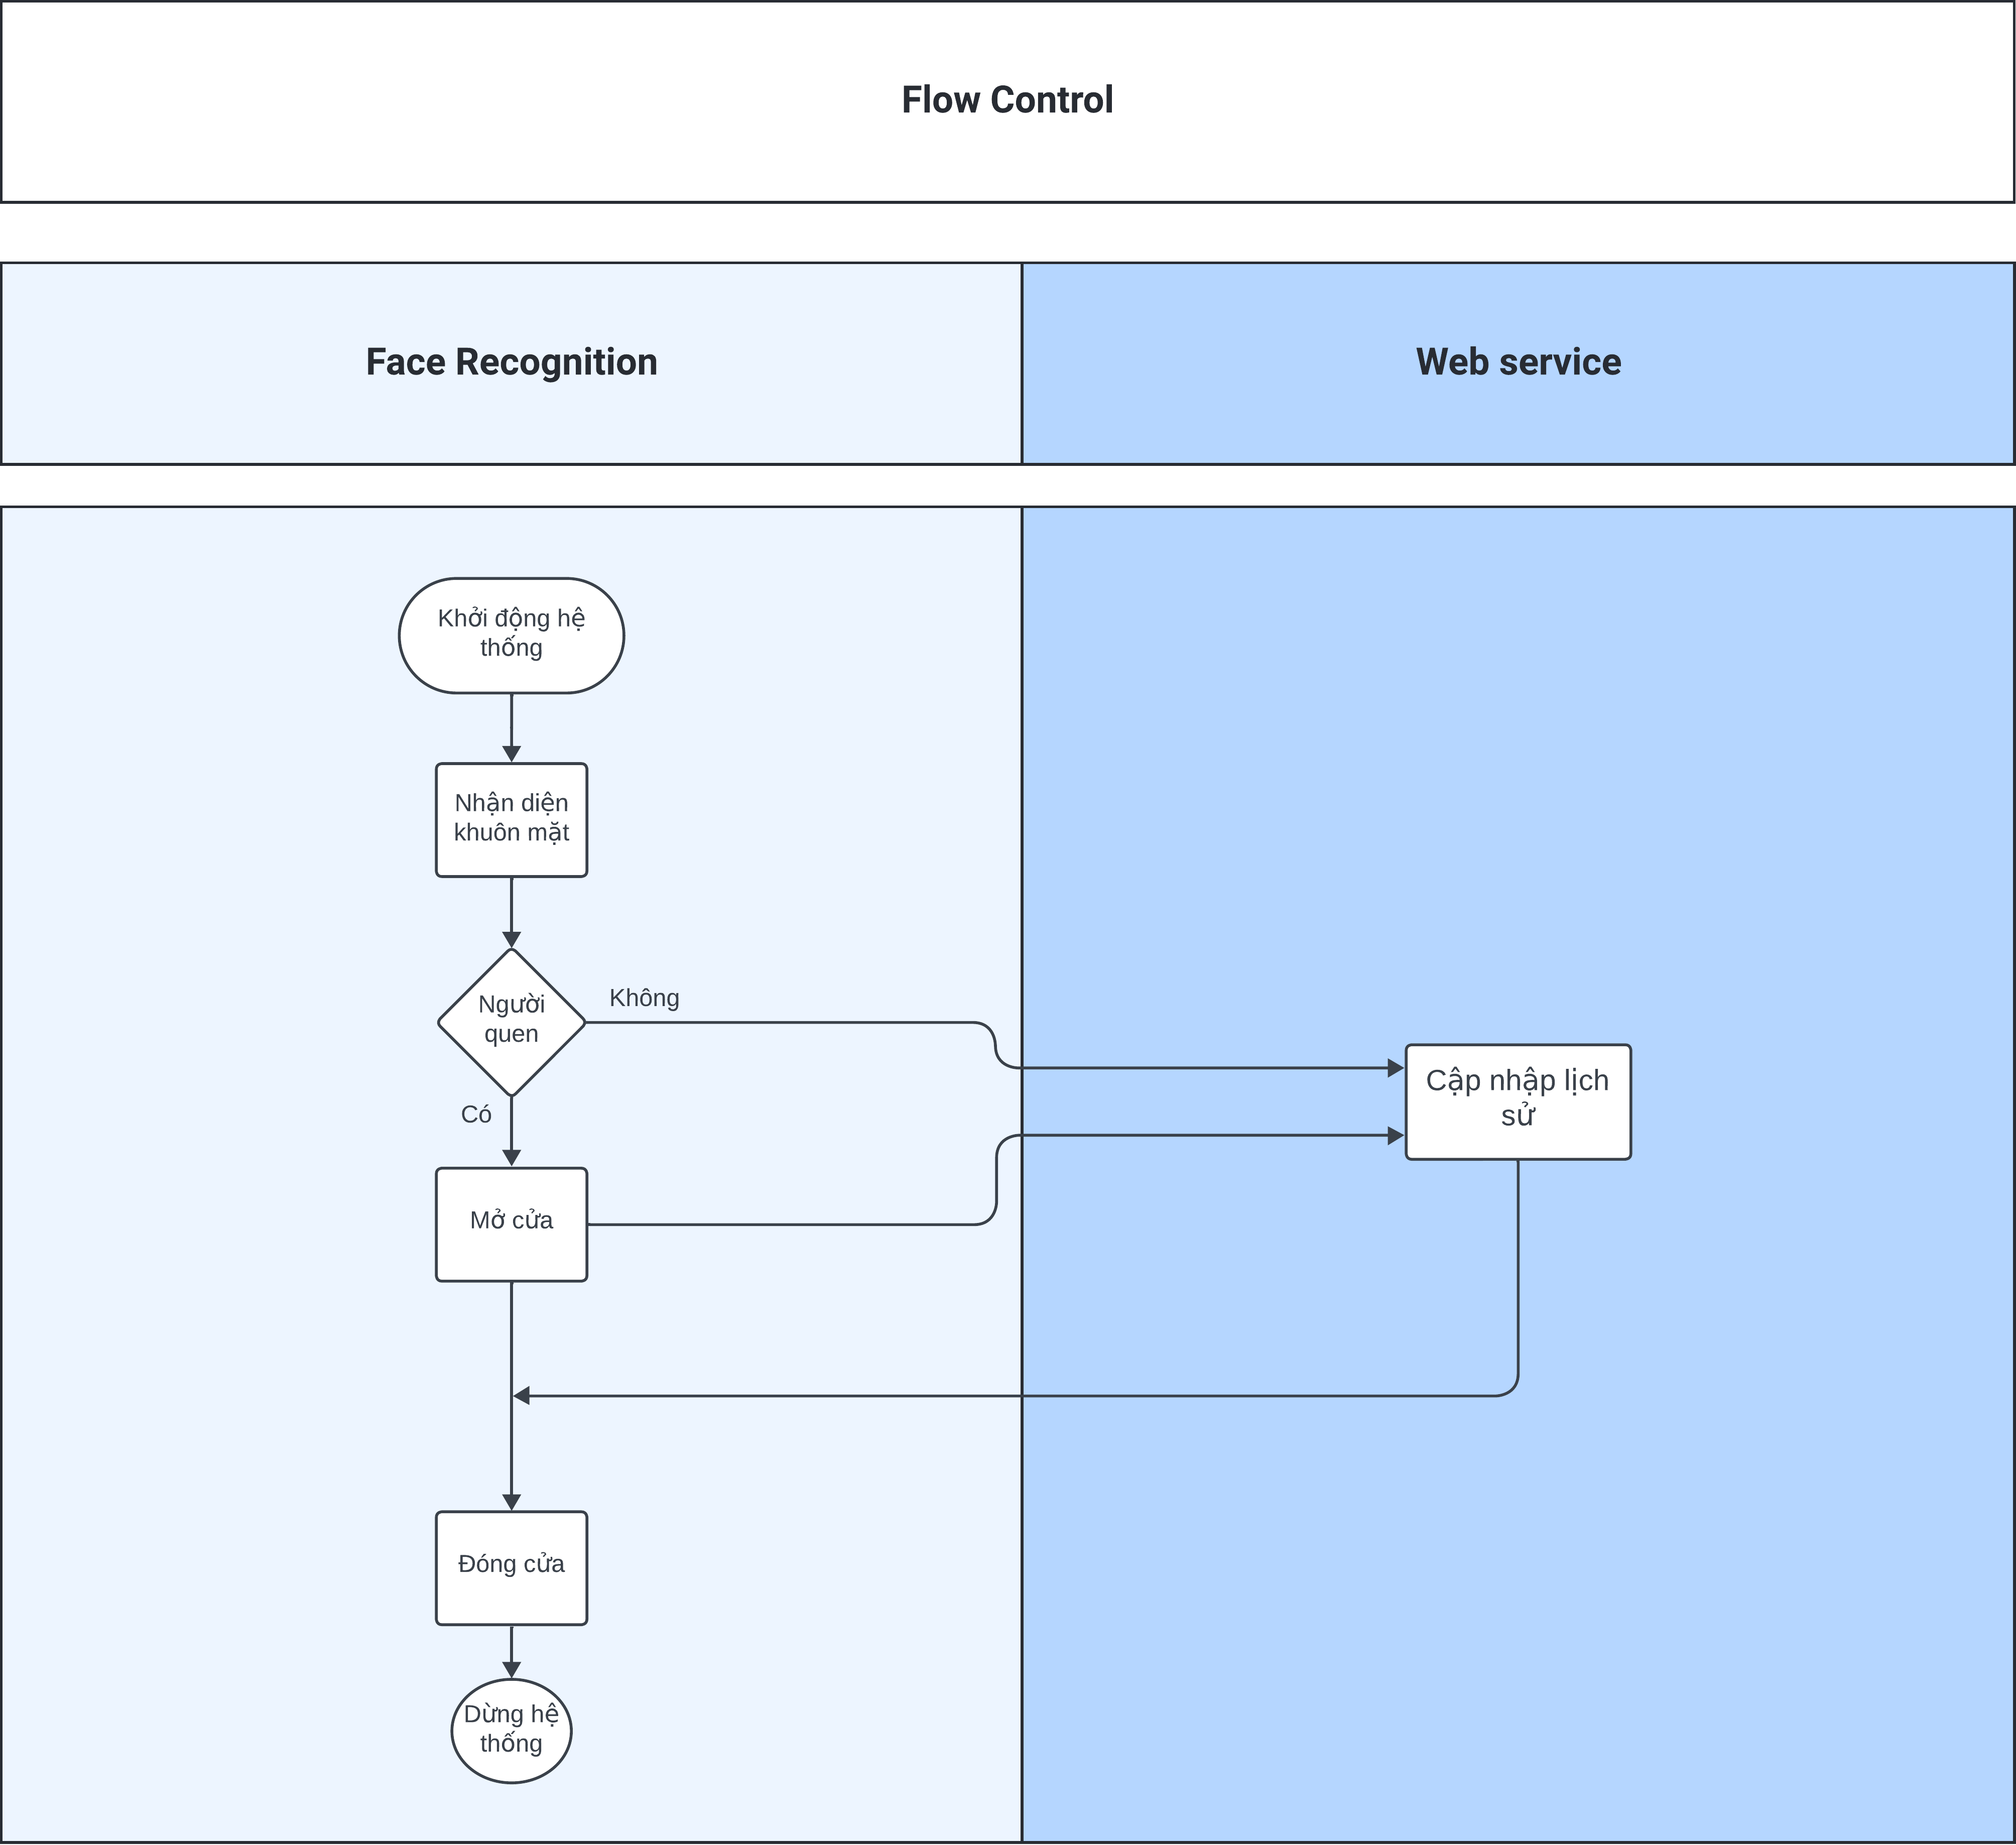 Flow Control
Face Recognition
Web service
Khởi động hệ
thống
Nhận diện
khuôn mặt
Người
quen
Không
Cập nhập lịch
sử
Có
Mở cửa
Đóng cửa
Dừng hệ
thống